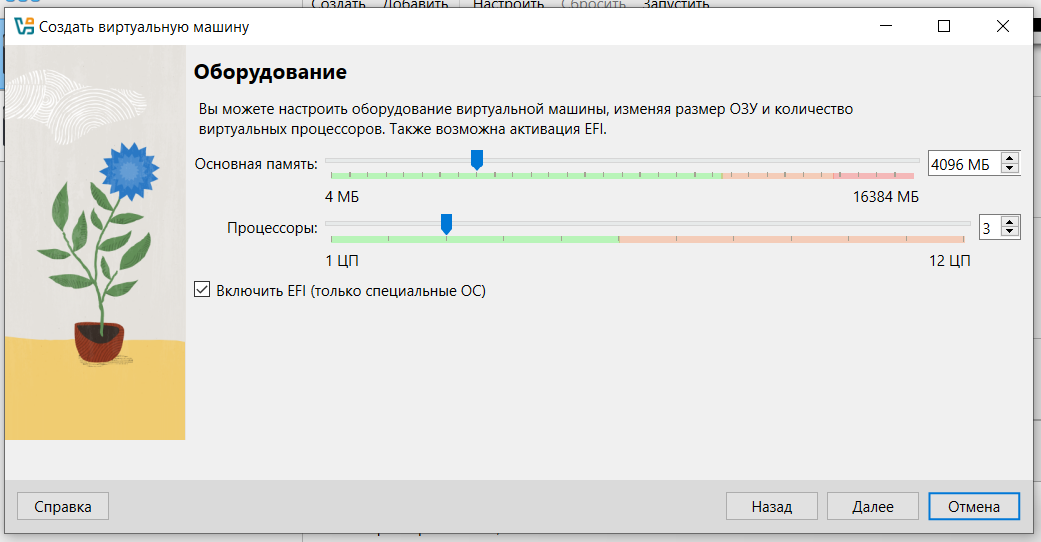 Создать Добавить Настроить Сбросить Запустить
Создать виртуальную машину
Оборудование
Вы можете настроить оборудование виртуальной машины, изменяя размер ОЗУ и количество
виртуальных процессоров. Также возможна активация EFI.
Основная память: 4096 МБ
4 МБ 16384 МБ
Процессоры: 3
1 ЦП 12 ЦП
Включить EFI (только специальные ОС)
Справка Назад Далее Отмена